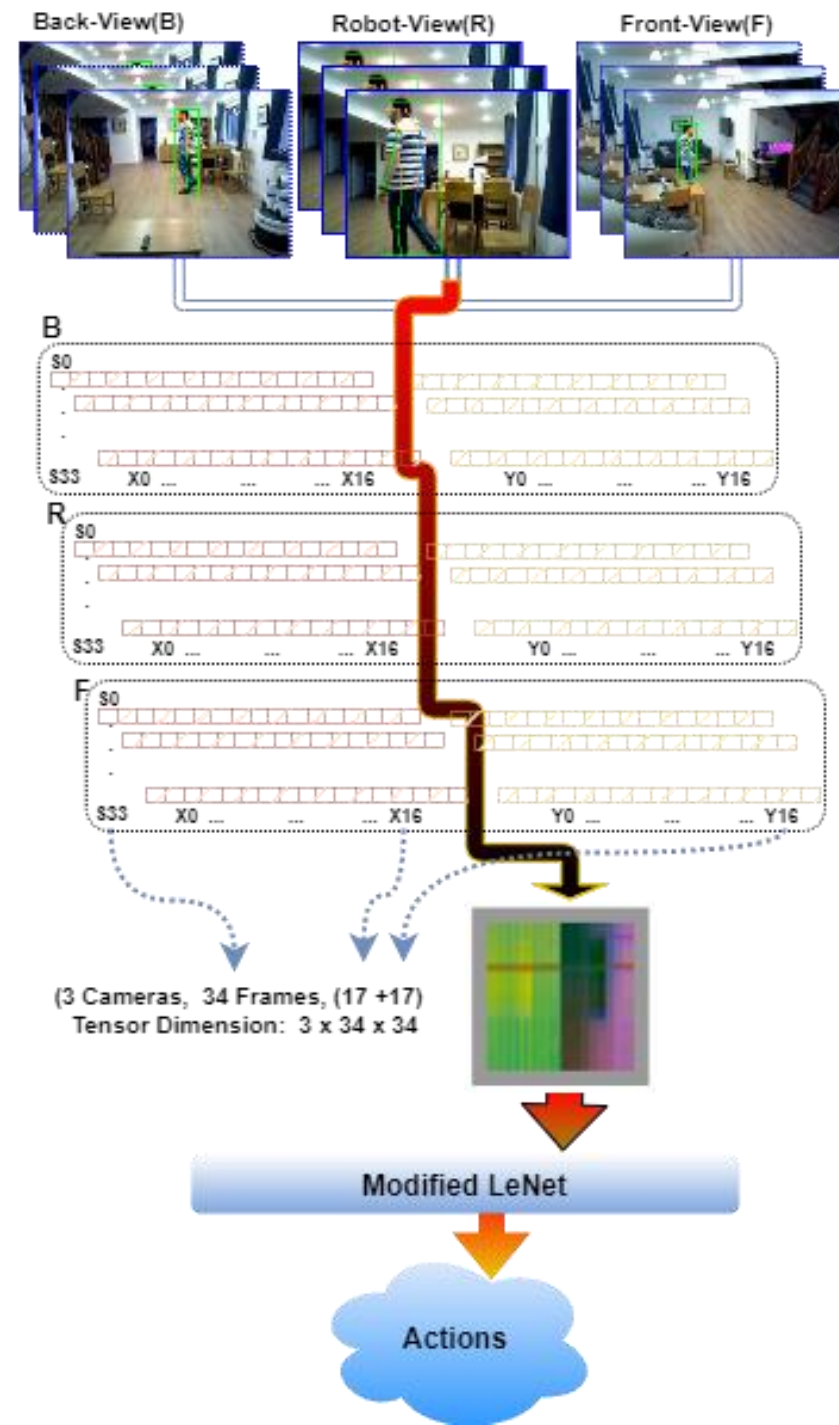 Back-View(B) Robot-View(R) Front-View(F)
B
S0
S33 X0 ... ... ... X16 Y0 ... ... ... Y16
R
S0
S33 X0 ... ... ... X16 Y0 ... ... ... Y16
F
S0
S33 X0 ... ... ... X16 Y0 ... ... ... Y16
(3 Cameras, 34 Frames, (17 +17)
Tensor Dimension: 3 x 34 x 34
Modified LeNet
Actions